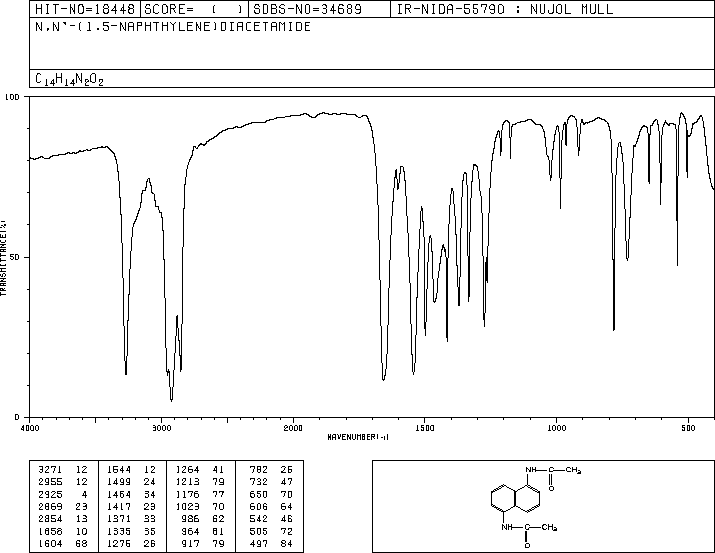 HIT-NO=18448 SCORE= ( ) SDBS-NO=34689 IR-NIDA-55790 : NUJOL MULL
N,N'-(1,5-NAPHTHYLENE)DIACETAMIDE
C14H14N2O2
100
50
0
TRANSMITTANCE(%)
4000 3000 2000 1500 1000 500
WAVENUMBER(-1)
3271 12 1544 12 1264 41 782 26
2955 12 1499 24 1213 79 732 47
2925 4 1464 34 1176 77 650 70
2869 29 1417 23 1023 70 606 64
2854 13 1371 33 986 62 542 46
1656 10 1335 35 964 81 505 72
1604 68 1276 26 917 79 497 84
NH C CH3
O
NH C CH3
O